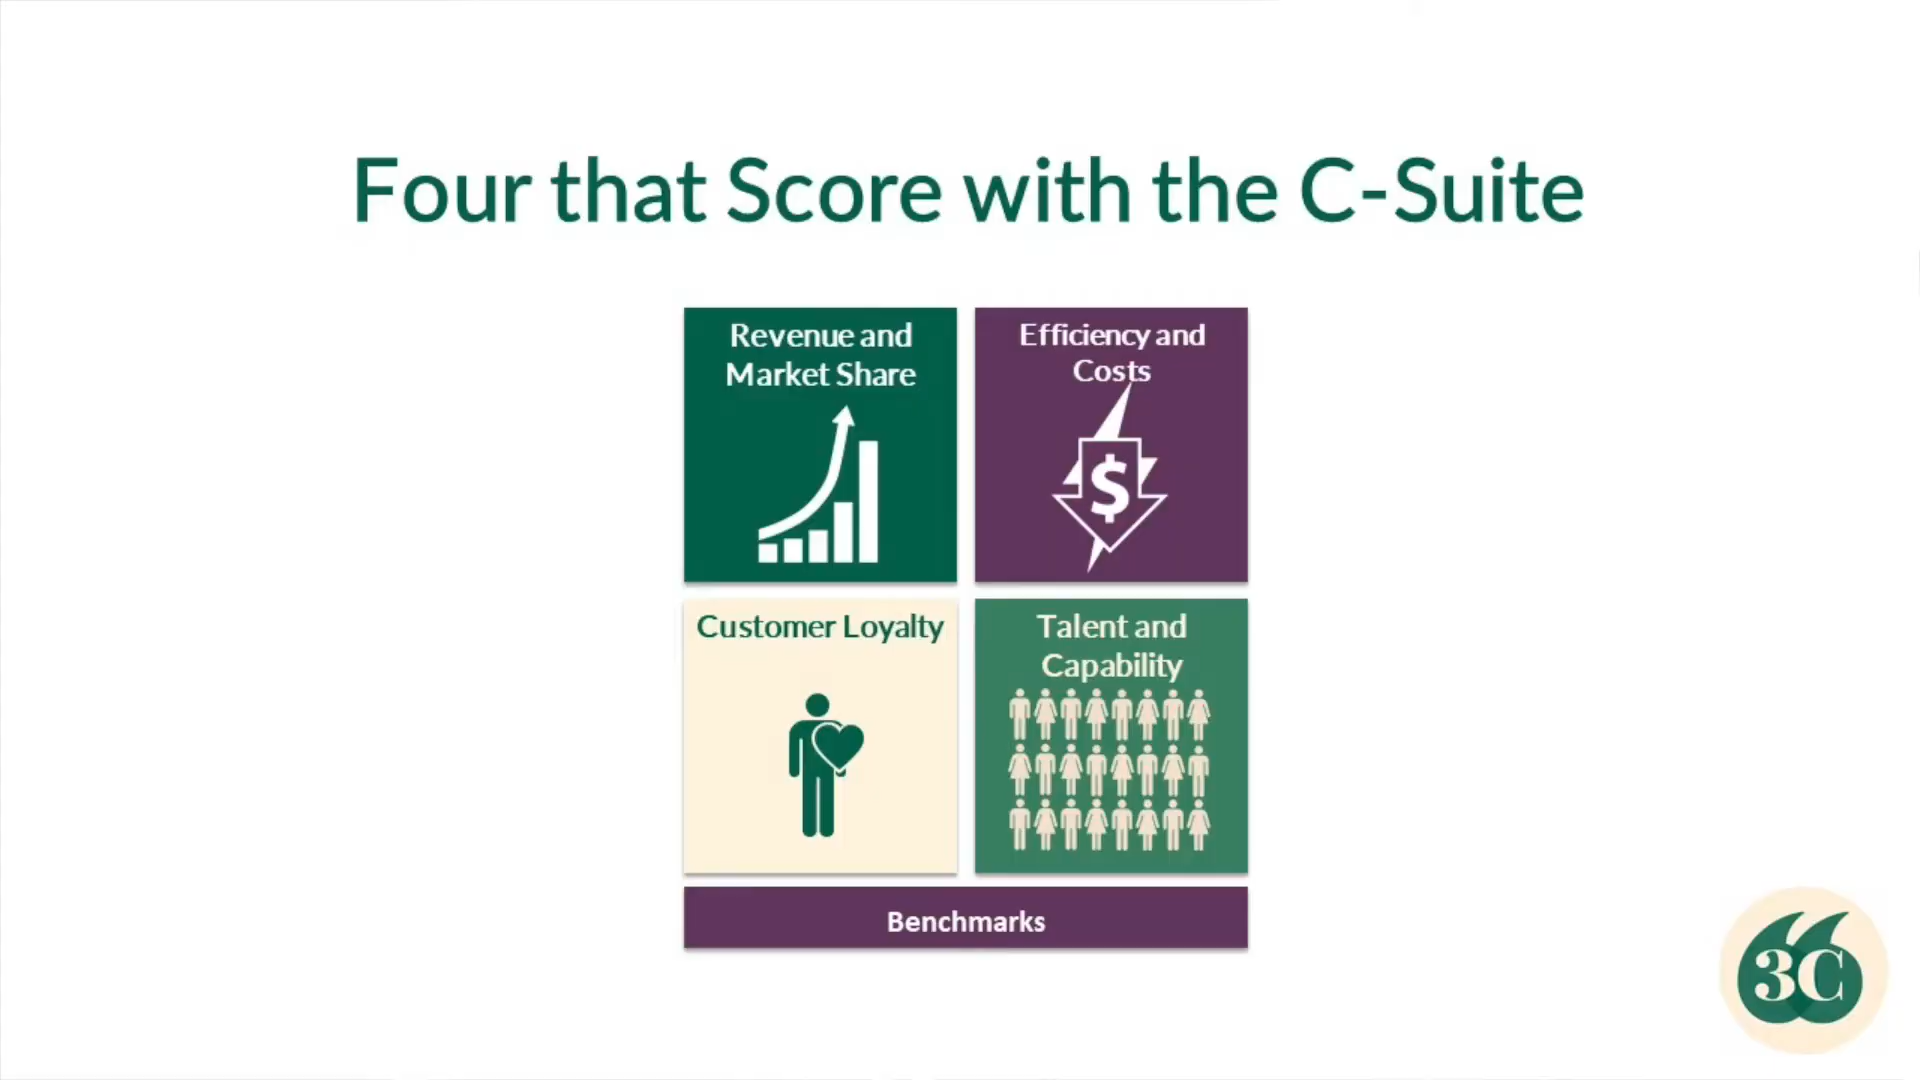 Four that Score with the C-Suite
Revenue and
Market Share
Efficiency and
Costs
$
Customer Loyalty
Talent and
Capability
Benchmarks
3C